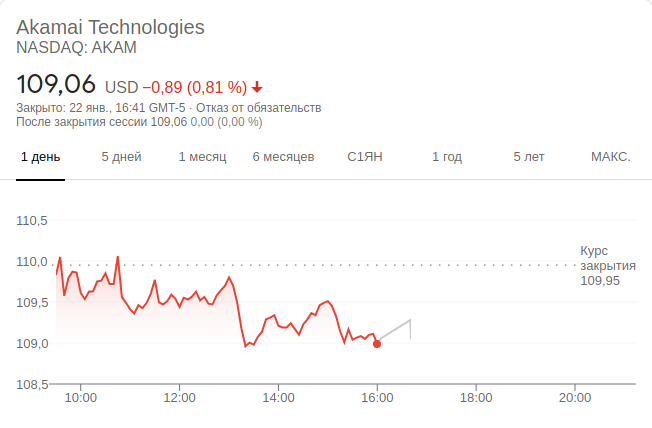 Akamai Technologies
NASDAQ: AKAM
109,06 USD −0,89 (0,81 %)
Закрыто: 22 янв., 16:41 GMT-5 · Отказ от обязательств
После закрытия сессии 109,06 0,00 (0,00 %)
1 день 5 дней 1 месяц 6 месяцев С1ЯН 1 год 5 лет МАКС.
110,5
110,0
109,5
109,0
108,5
Курс
закрытия
109,95
10:00 12:00 14:00 16:00 18:00 20:00